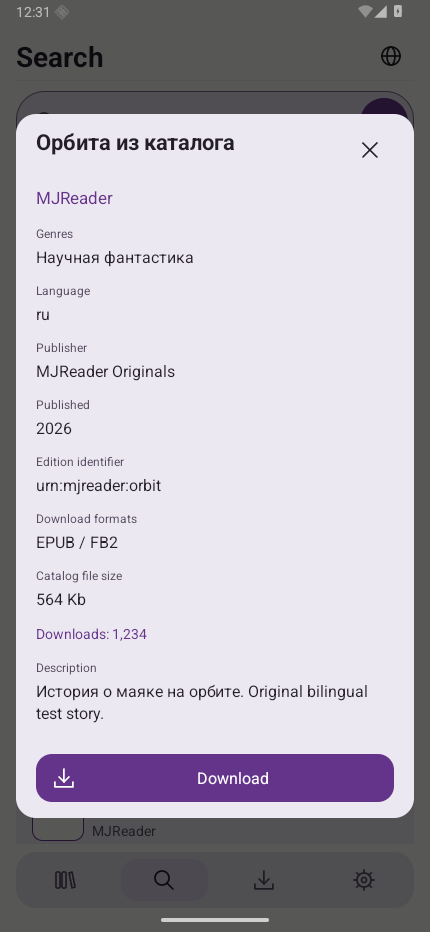 12:31
Search
Орбита из каталога
MJReader
Genres
Научная фантастика
Language
ru
Publisher
MJReader Originals
Published
2026
Edition identifier
urn:mjreader:orbit
Download formats
EPUB / FB2
Catalog file size
564 Kb
Downloads: 1,234
Description
История о маяке на орбите. Original bilingual
test story.
Download
MJReader